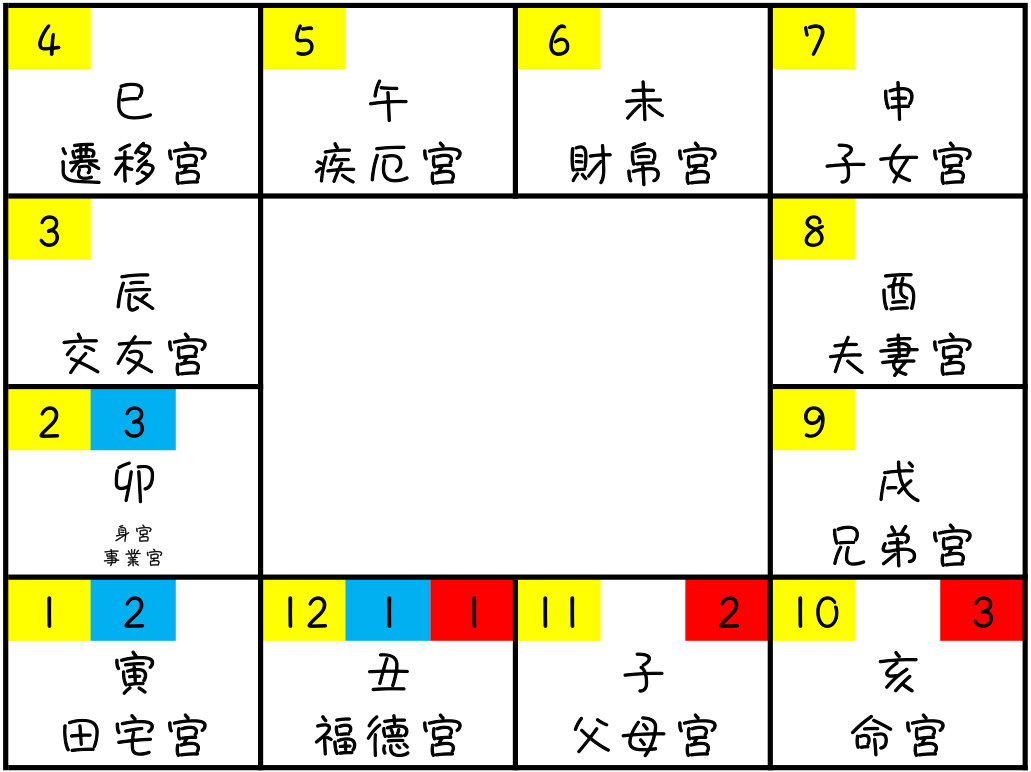 4
巳
遷移宮
5
午
疾厄宮
6
未
財帛宮
7
申
子女宮
3
辰
交友宮
8
酉
夫妻宮
2 3
卯
身宮
事業宮
9
戌
兄弟宮
1 2
寅
田宅宮
12 1 1
丑
福德宮
11 2
子
父母宮
10 3
亥
命宮